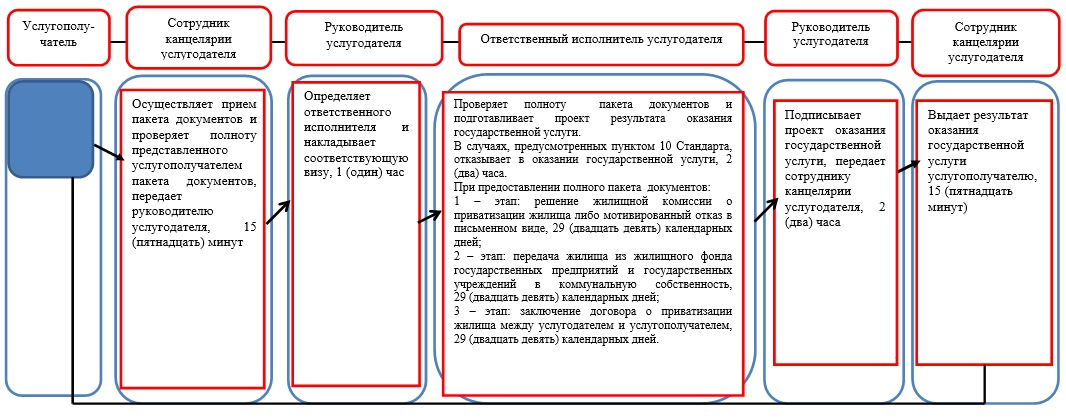 Услугополу-
чатель
Сотрудник
канцелярии
услугодателя
Руководитель
услугодателя
Ответственный исполнитель услугодателя
Руководитель
услугодателя
Сотрудник
канцелярии
услугодателя
Осуществляет прием
пакета документов и
проверяет полноту
представленного
услугополучателем
пакета документов,
передает
руководителю
услугодателя, 15
(пятнадцать) минут
Определяет
ответственного
исполнителя и
накладывает
соответствующую
визу, 1 (один) час
Проверяет полноту пакета документов и
подготавливает проект результата оказания
государственной услуги.
В случаях, предусмотренных пунктом 10 Стандарта,
отказывает в оказании государственной услуги, 2
(два) часа.
При предоставлении полного пакета документов:
1 – этап: решение жилищной комиссии о
приватизации жилища либо мотивированный отказ в
письменном виде, 29 (двадцать девять) календарных
дней;
2 – этап: передача жилища из жилищного фонда
государственных предприятий и государственных
учреждений в коммунальную собственность,
29 (двадцать девять) календарных дней;
3 – этап: заключение договора о приватизации
жилища между услугодателем и услугополучателем,
29 (двадцать девять) календарных дней.
Подписывает
проект оказания
государственной
услуги, передает
сотруднику
канцелярии
услугодателя, 2
(два) часа
Выдает результат
оказания
государственной
услуги
услугополучателю,
15 (пятнадцать
минут)